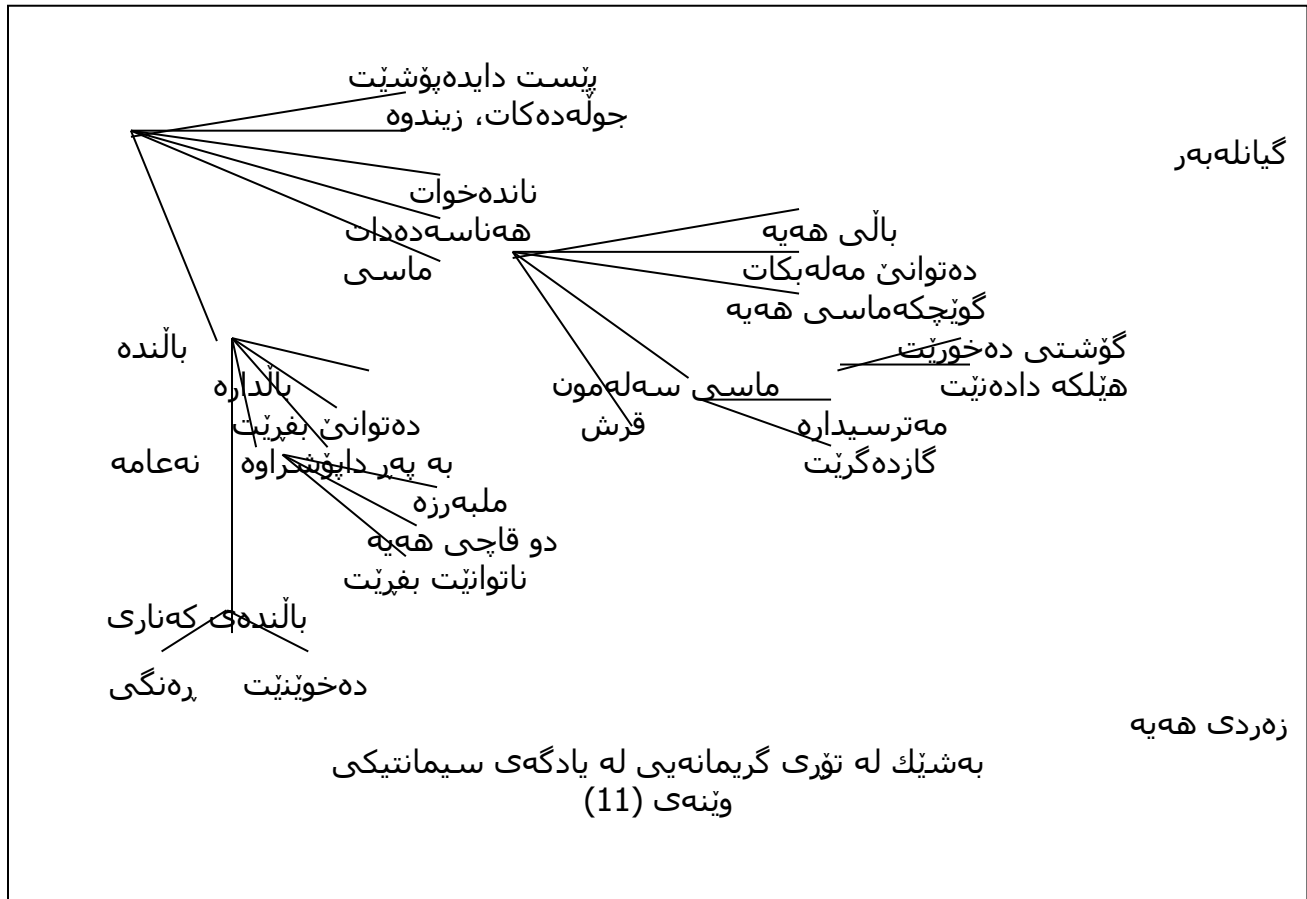 پێست دایدەپۆشێت
جوڵەدەکات، زیندوە
گیانلەبەر
ناندەخوات
هەناسەدەدات
باڵی هەیە
ماسی
دەتوانێ مەلەبکات
گوێچکەماسی هەیە
باڵندە
گۆشتی دەخورێت
باڵدارە
ماسی سەلەمون
هێلکە دادەنێت
دەتوانێ بفرێت
قرش
مەترسیدارە
نەعامە
بە پەڕ داپۆشراوە
گازدەگرێت
ملبەرزە
دو قاچی هەیە
ناتوانێت بفڕێت
باڵندەی کەناری
ڕەنگی
دەخوێنێت
زەردی هەیە
بەشێك لە تۆڕی گریمانەیی لە یادگەی سیمانتیکی
وێنەی (11)